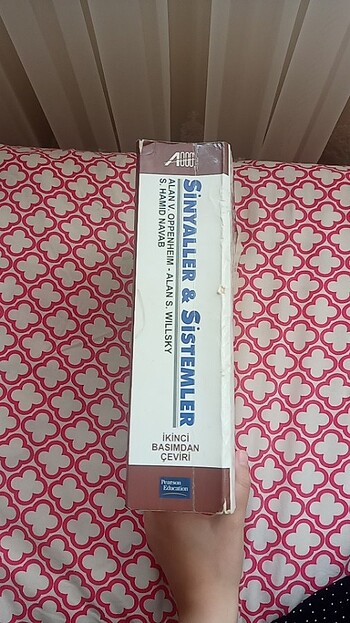 SİNYALLER & SİSTEMLER
ALAN V. OPPENHEIM - ALAN S. WILLSKY
S. HAMID NAVAB
İKİNCİ
BASIMDAN
ÇEVİRİ
Pearson
Education